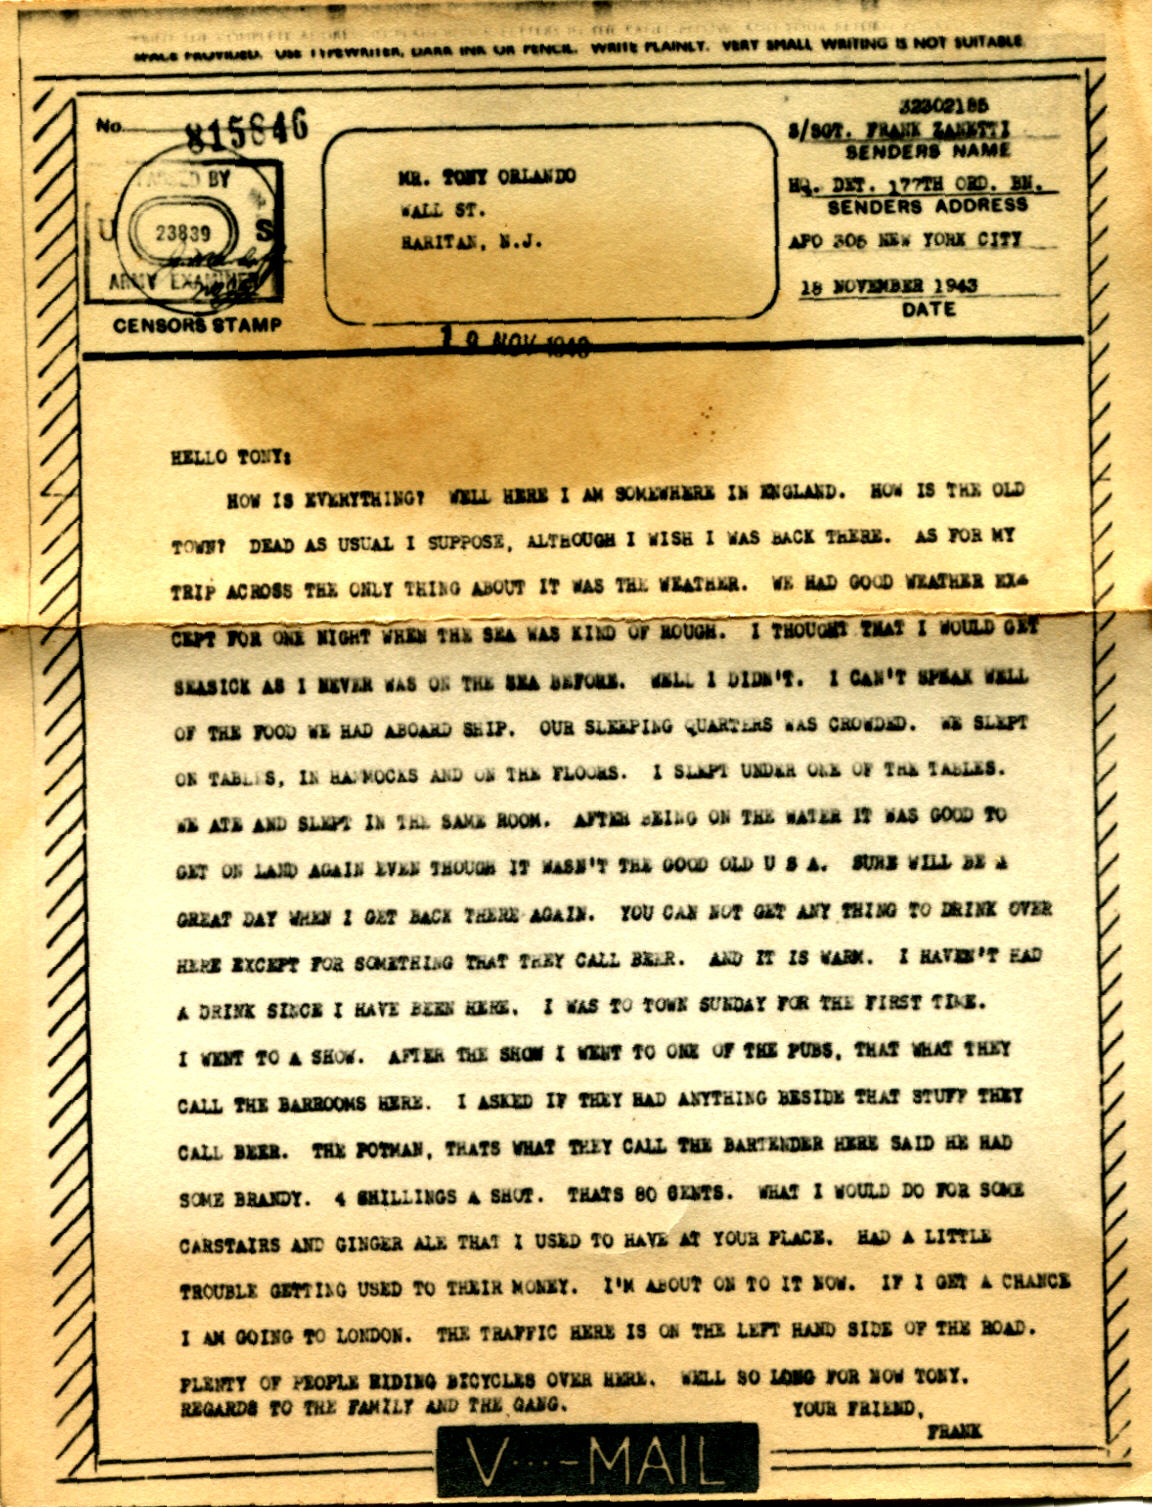 SPACE PROVIDED. USE TYPEWRITER, DARK INK OR PENCIL. WRITE PLAINLY. VERY SMALL WRITING IS NOT SUITABLE.
No. 815646
PASSED BY
U 23839 S
ARMY EXAMINER
CENSORS STAMP
MR. TONY ORLANDO
WALL ST.
RARITAN, N.J.
32302185
S/SGT. FRANK ZANETTI
SENDERS NAME
HQ. DET. 177TH ORD. BN.
SENDERS ADDRESS
APO 305 NEW YORK CITY
18 NOVEMBER 1943
DATE
19 NOV 1943
HELLO TONY:
HOW IS EVERYTHING? WELL HERE I AM SOMEWHERE IN ENGLAND. HOW IS THE OLD
TOWN? DEAD AS USUAL I SUPPOSE, ALTHOUGH I WISH I WAS BACK THERE. AS FOR MY
TRIP ACROSS THE ONLY THING ABOUT IT WAS THE WEATHER. WE HAD GOOD WEATHER EX-
CEPT FOR ONE NIGHT WHEN THE SEA WAS KIND OF ROUGH. I THOUGHT THAT I WOULD GET
SEASICK AS I NEVER WAS ON THE SEA BEFORE. WELL I DIDN'T. I CAN'T SPEAK WELL
OF THE FOOD WE HAD ABOARD SHIP. OUR SLEEPING QUARTERS WAS CROWDED. WE SLEPT
ON TABLES, IN HAMMOCKS AND ON THE FLOORS. I SLEPT UNDER ONE OF THE TABLES.
WE ATE AND SLEPT IN THE SAME ROOM. AFTER BEING ON THE WATER IT WAS GOOD TO
GET ON LAND AGAIN EVEN THOUGH IT WASN'T THE GOOD OLD U S A. SURE WILL BE A
GREAT DAY WHEN I GET BACK THERE AGAIN. YOU CAN NOT GET ANY THING TO DRINK OVER
HERE EXCEPT FOR SOMETHING THAT THEY CALL BEER. AND IT IS WARM. I HAVEN'T HAD
A DRINK SINCE I HAVE BEEN HERE. I WAS TO TOWN SUNDAY FOR THE FIRST TIME.
I WENT TO A SHOW. AFTER THE SHOW I WENT TO ONE OF THE PUBS, THAT WHAT THEY
CALL THE BARROOMS HERE. I ASKED IF THEY HAD ANYTHING BESIDE THAT STUFF THEY
CALL BEER. THE POTMAN, THATS WHAT THEY CALL THE BARTENDER HERE SAID HE HAD
SOME BRANDY. 4 SHILLINGS A SHOT. THATS 80 CENTS. WHAT I WOULD DO FOR SOME
CARSTAIRS AND GINGER ALE THAT I USED TO HAVE AT YOUR PLACE. HAD A LITTLE
TROUBLE GETTING USED TO THEIR MONEY. I'M ABOUT ON TO IT NOW. IF I GET A CHANCE
I AM GOING TO LONDON. THE TRAFFIC HERE IS ON THE LEFT HAND SIDE OF THE ROAD.
PLENTY OF PEOPLE RIDING BICYCLES OVER HERE. WELL SO LONG FOR NOW TONY.
REGARDS TO THE FAMILY AND THE GANG. YOUR FRIEND,
FRANK
V···—MAIL